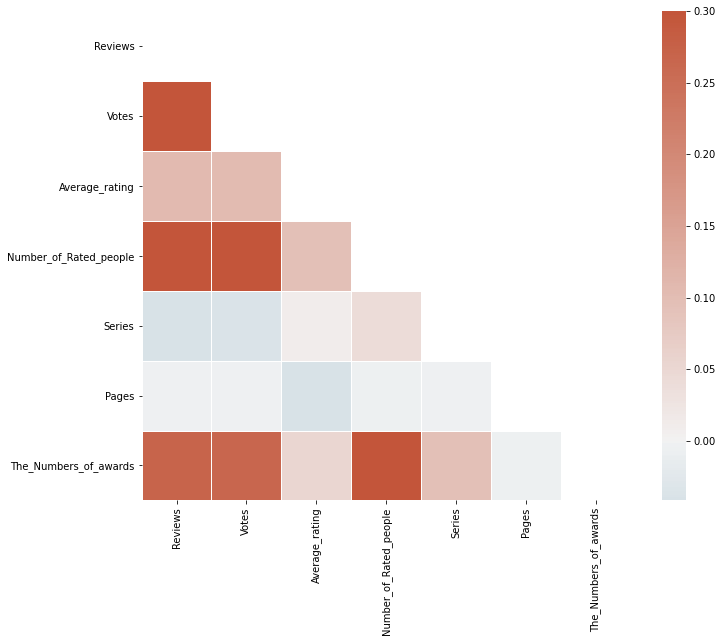 Reviews
Votes
Average_rating
Number_of_Rated_people
Series
Pages
The_Numbers_of_awards
Reviews
Votes
Average_rating
Number_of_Rated_people
Series
Pages
The_Numbers_of_awards
0.30
0.25
0.20
0.15
0.10
0.05
0.00